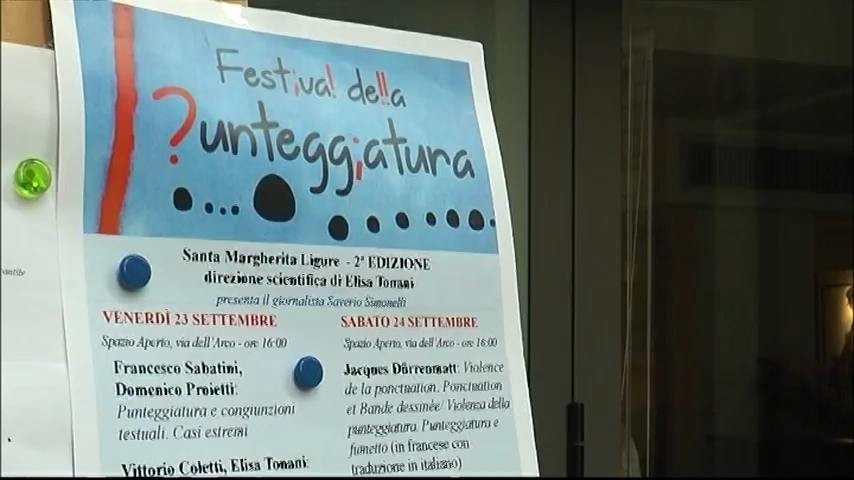 Festival della
?unteggiatura
Santa Margherita Ligure - 2ª EDIZIONE
direzione scientifica di Elisa Tonani
presenta il giornalista Saverio Simonelli
VENERDÌ 23 SETTEMBRE
Spazio Aperto, via dell'Arco - ore 16:00
Francesco Sabatini,
Domenico Proietti:
Punteggiatura e congiunzioni
testuali. Casi estremi
Vittorio Coletti, Elisa Tonani:
SABATO 24 SETTEMBRE
Spazio Aperto, via dell'Arco - ore 16:00
Jacques Dürrenmatt: Violence
de la ponctuation. Ponctuation
et Bande dessinée/ Violenza della
punteggiatura. Punteggiatura e
fumetto (in francese con
traduzione in italiano)